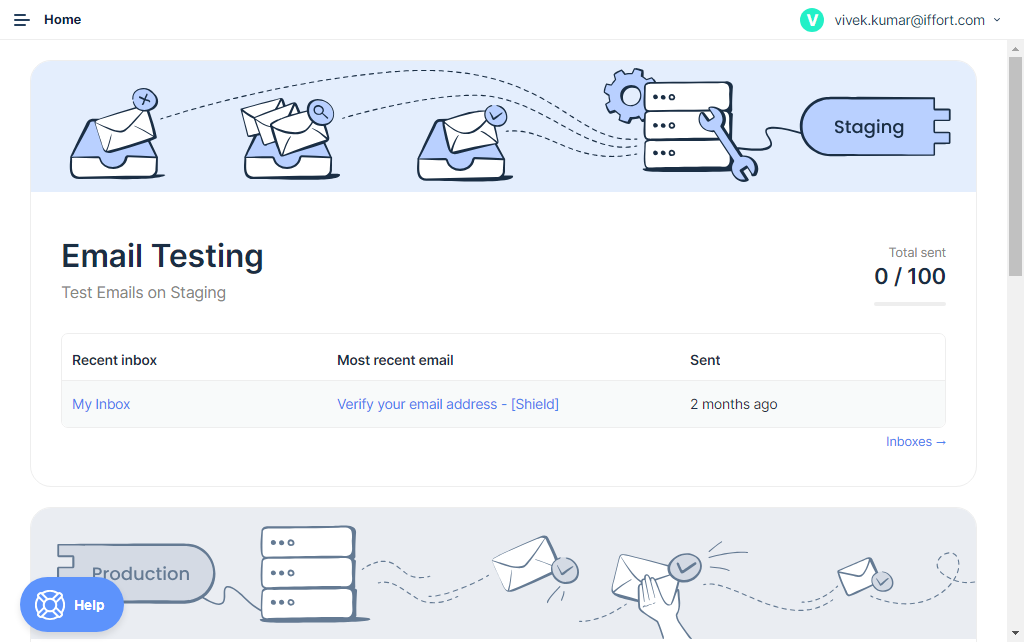 Home
V vivek.kumar@iffort.com
Staging
Email Testing
Test Emails on Staging
Total sent
0 / 100
Recent inbox Most recent email Sent
My Inbox Verify your email address - [Shield] 2 months ago
Inboxes →
Production
Help